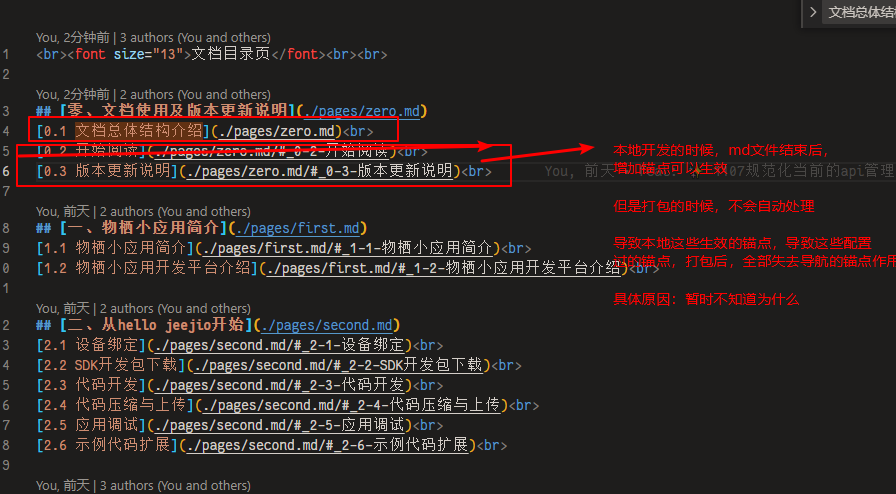 文档总体结
You, 2分钟前 | 3 authors (You and others)
1 <br><font size="13">文档目录页</font><br><br>
2
You, 2分钟前 | 2 authors (You and others)
3 ## [零、文档使用及版本更新说明](./pages/zero.md)
4 [0.1 文档总体结构介绍](./pages/zero.md)<br>
5 [0.2 开始阅读](./pages/zero.md/#_0-2-开始阅读)<br>
6 [0.3 版本更新说明](./pages/zero.md/#_0-3-版本更新说明)<br> You, 前天 07规范化当前的api管理
7
You, 前天 | 2 authors (You and others)
8 ## [一、物栖小应用简介](./pages/first.md)
9 [1.1 物栖小应用简介](./pages/first.md/#_1-1-物栖小应用简介)<br>
0 [1.2 物栖小应用开发平台介绍](./pages/first.md/#_1-2-物栖小应用开发平台介绍)<br>
1
You, 前天 | 2 authors (You and others)
2 ## [二、从hello jeejio开始](./pages/second.md)
3 [2.1 设备绑定](./pages/second.md/#_2-1-设备绑定)<br>
4 [2.2 SDK开发包下载](./pages/second.md/#_2-2-SDK开发包下载)<br>
5 [2.3 代码开发](./pages/second.md/#_2-3-代码开发)<br>
6 [2.4 代码压缩与上传](./pages/second.md/#_2-4-代码压缩与上传)<br>
7 [2.5 应用调试](./pages/second.md/#_2-5-应用调试)<br>
8 [2.6 示例代码扩展](./pages/second.md/#_2-6-示例代码扩展)<br>
9
You, 前天 | 3 authors (You and others)
本地开发的时候，md文件结束后，
增加锚点可以生效
但是打包的时候，不会自动处理
导致本地这些生效的锚点，导致这些配置
过的锚点，打包后，全部失去导航的锚点作用
具体原因：暂时不知道为什么